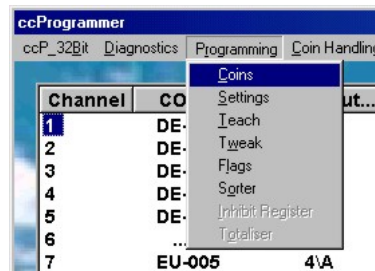 ccProgrammer
ccP_32Bit Diagnostics Programming Coin Handling
Coins
Settings
Teach
Tweak
Flags
Sorter
Inhibit Register
Totaliser
Channel CO ut...
1 DE-
2 DE-
3 DE-
4 DE-
5 DE-
6 ...
7 EU-005 4\A